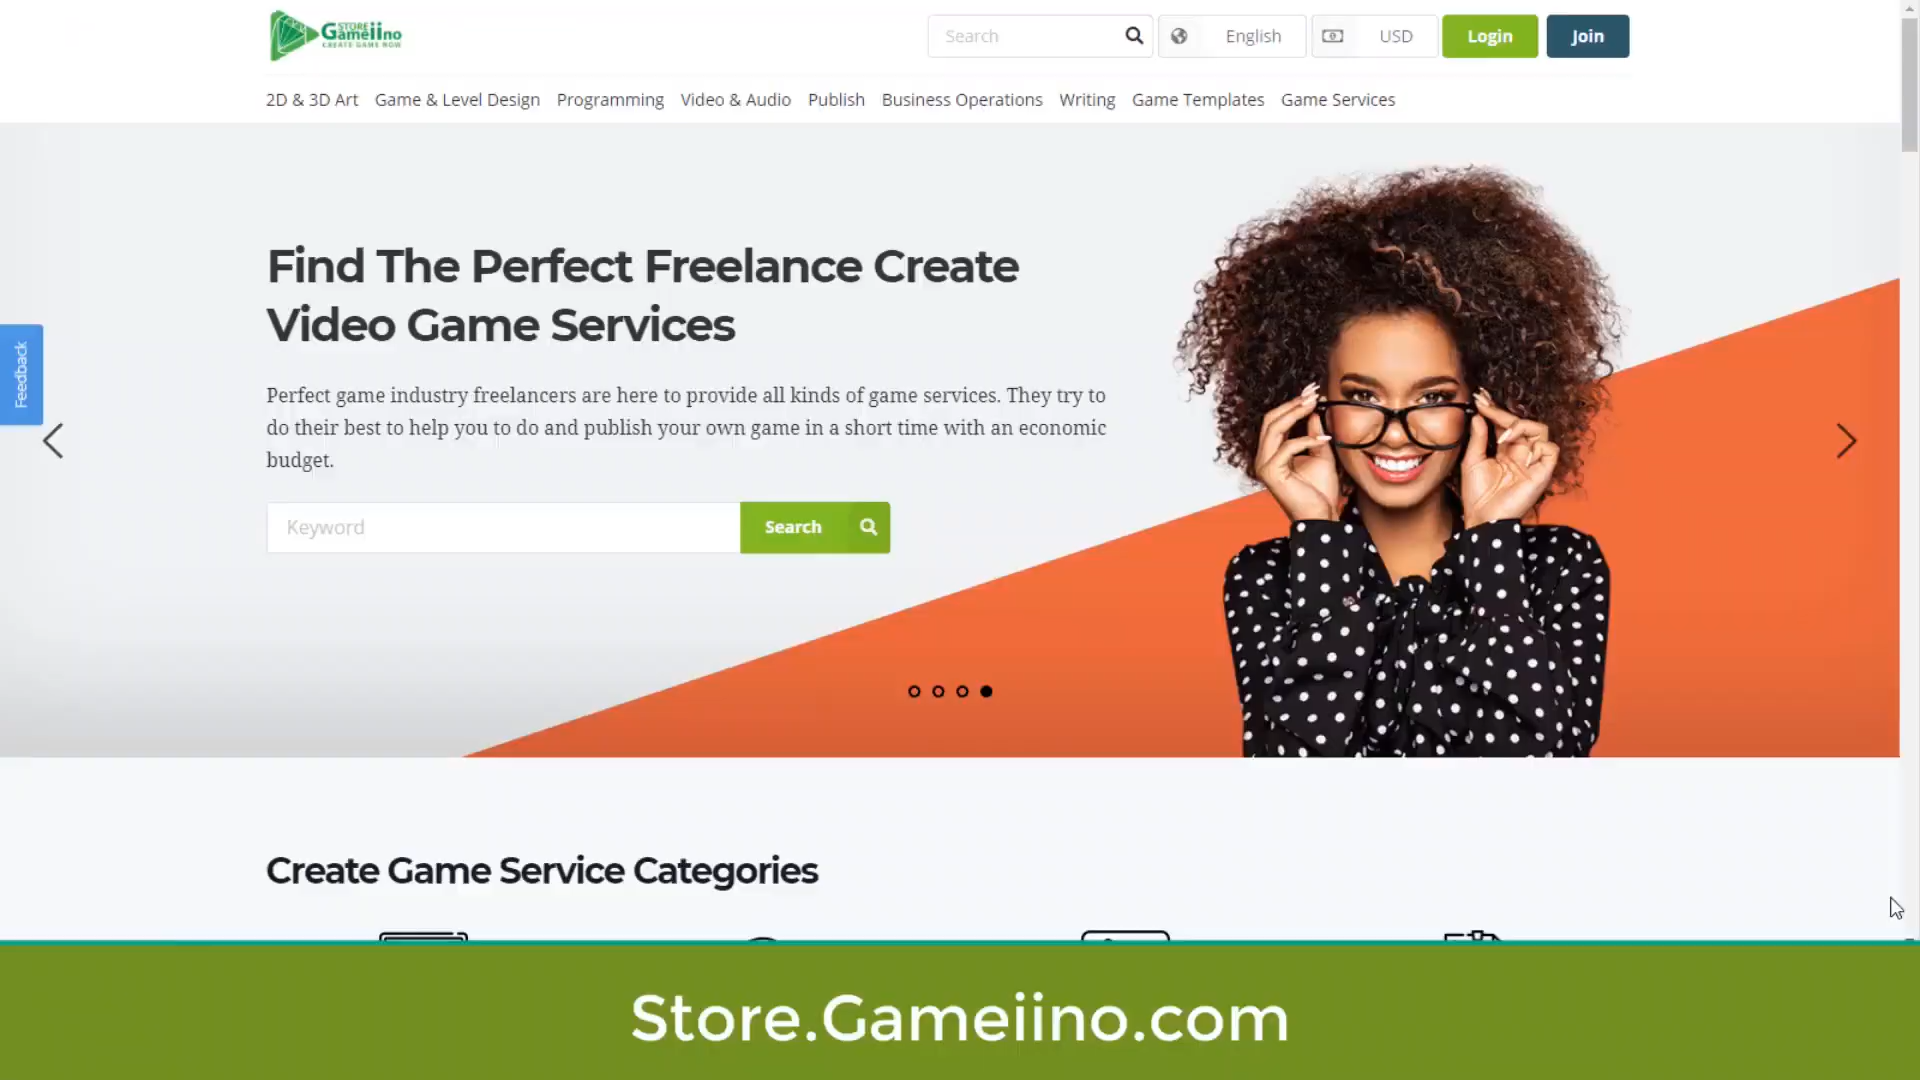 STORE
Gameiino
CREATE GAME NOW
Search
English
USD
Login
Join
2D & 3D Art
Game & Level Design
Programming
Video & Audio
Publish
Business Operations
Writing
Game Templates
Game Services
Find The Perfect Freelance Create
Video Game Services
Feedback
Perfect game industry freelancers are here to provide all kinds of game services. They try to
do their best to help you to do and publish your own game in a short time with an economic
budget.
Keyword
Search
Create Game Service Categories
Store.Gameiino.com